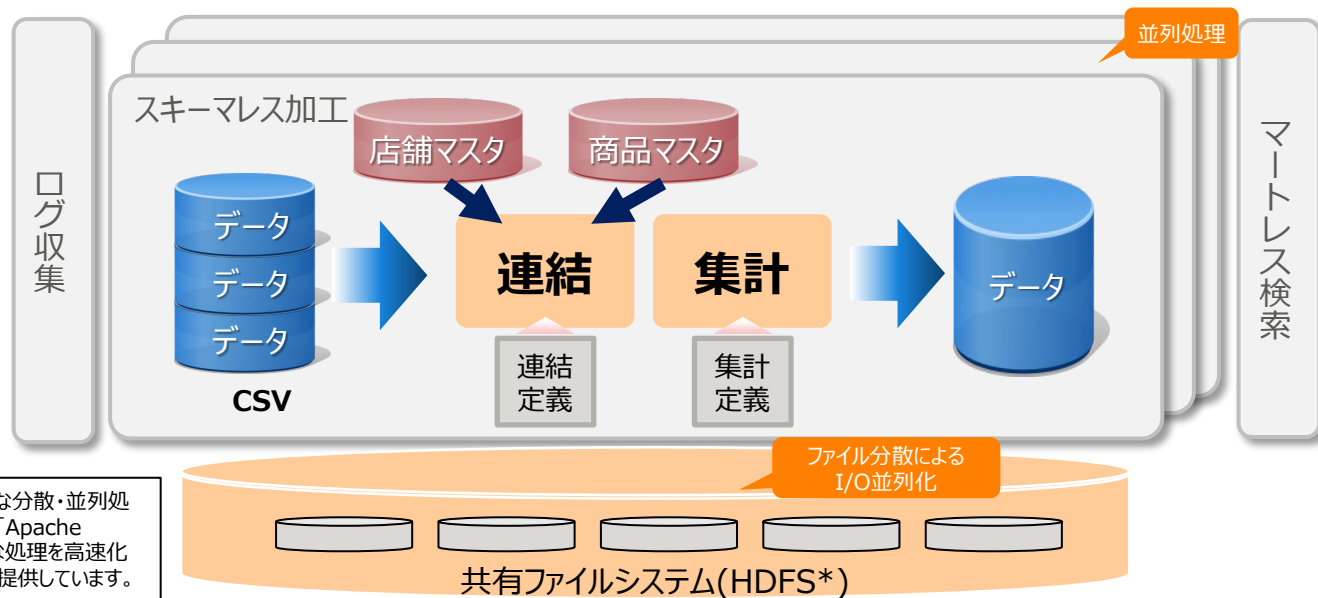 並列処理
スキーマレス加工
店舗マスタ
商品マスタ
ログ収集
マートレス検索
データ
データ
データ
CSV
連結
集計
連結
定義
集計
定義
データ
ファイル分散による
I/O並列化
な分散・並列処
「Apache
な処理を高速化
提供しています。
共有ファイルシステム(HDFS*)